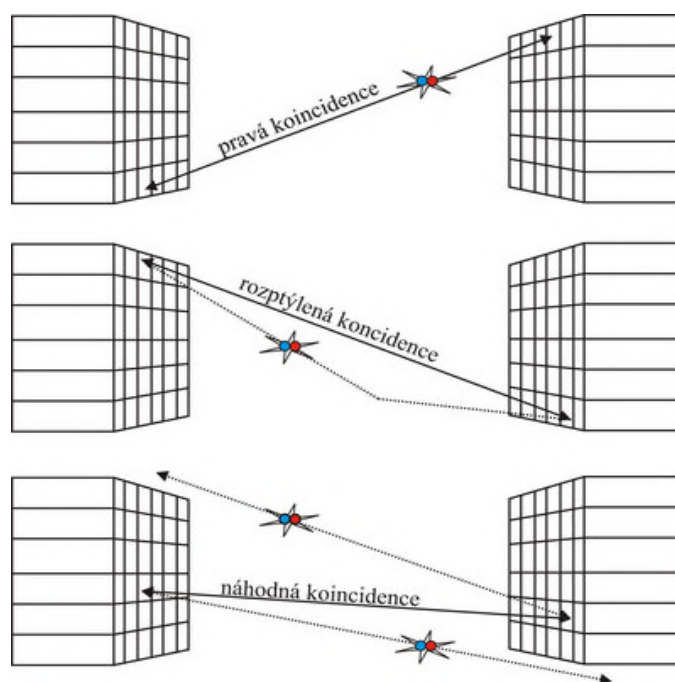 pravá koincidence
rozptýlená koncidence
náhodná koincidence